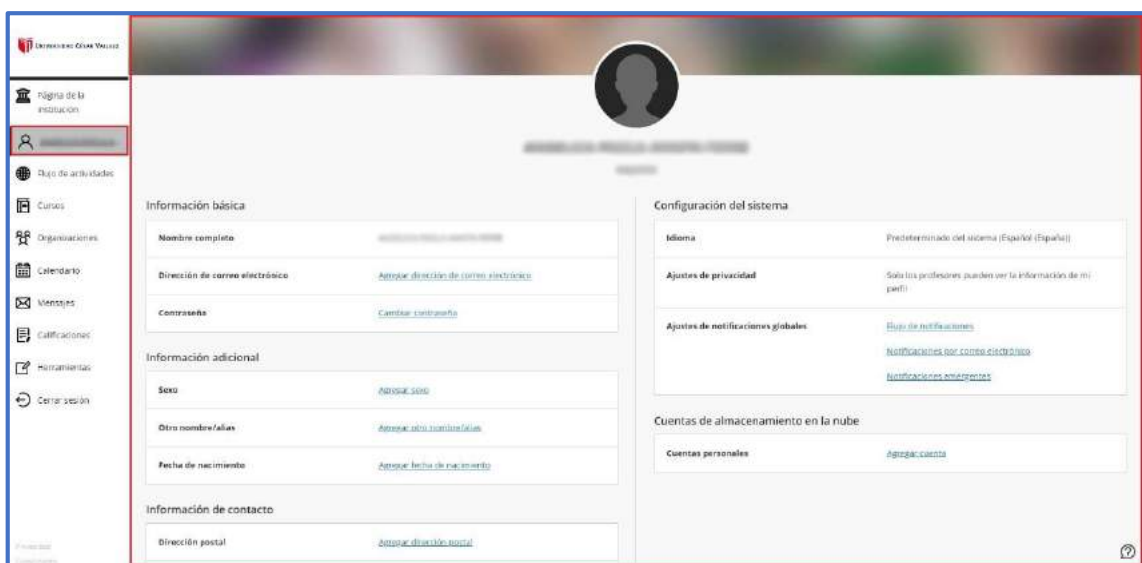 UNIVERSIDAD CÉSAR VALLEJO
Página de la
institución
Flujo de actividades
Cursos
Organizaciones
Calendario
Mensajes
Calificaciones
Herramientas
Cerrar sesión
Información básica
Nombre completo
Dirección de correo electrónico
Agregar dirección de correo electrónico
Contraseña
Cambiar contraseña
Información adicional
Sexo
Agregar sexo
Otro nombre/alias
Agregar otro nombre/alias
Fecha de nacimiento
Agregar fecha de nacimiento
Información de contacto
Dirección postal
Agregar dirección postal
Configuración del sistema
Idioma
Predeterminado del sistema (Español (España))
Ajustes de privacidad
Solo los profesores pueden ver la información de mi
perfil
Ajustes de notificaciones globales
Flujo de notificaciones
Notificaciones por correo electrónico
Notificaciones emergentes
Cuentas de almacenamiento en la nube
Cuentas personales
Agregar cuenta
Privacidad